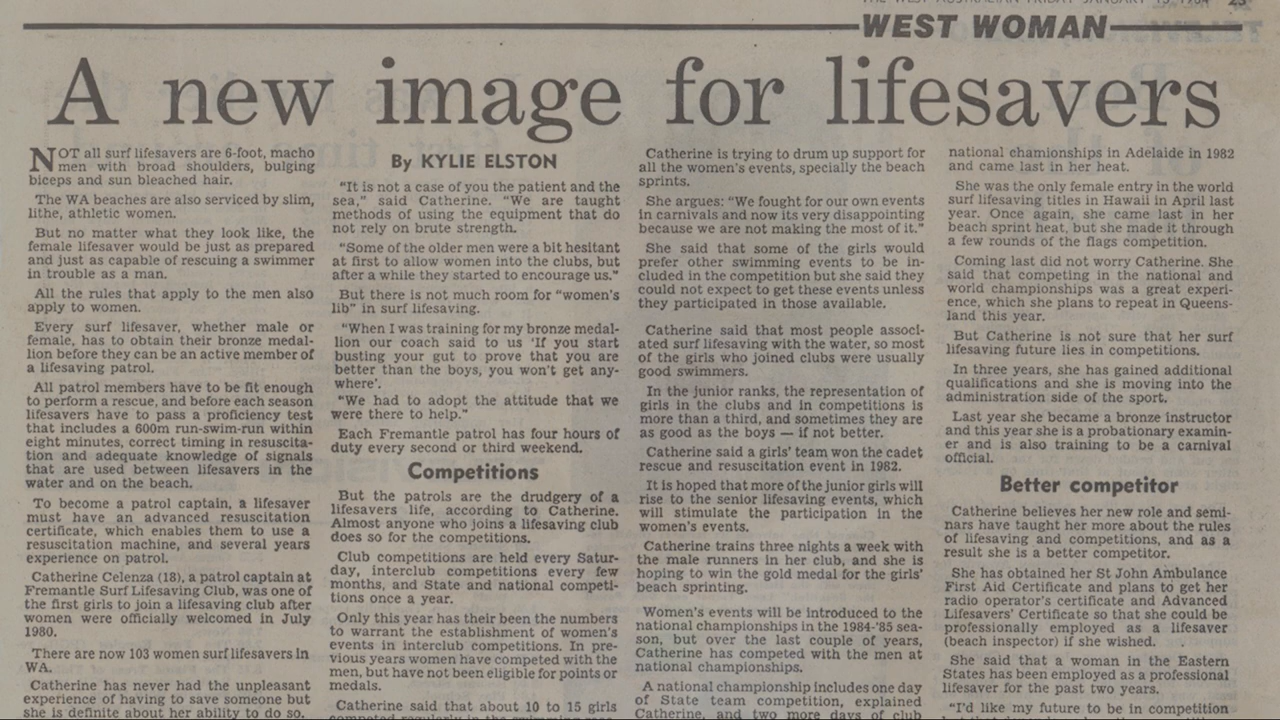 THE WEST AUSTRALIAN FRIDAY JANUARY 13, 1984 23
WEST WOMAN
A new image for lifesavers
NOT all surf lifesavers are 6-foot, macho
men with broad shoulders, bulging
biceps and sun bleached hair.
The WA beaches are also serviced by slim,
lithe, athletic women.
But no matter what they look like, the
female lifesaver would be just as prepared
and just as capable of rescuing a swimmer
in trouble as a man.
All the rules that apply to the men also
apply to women.
Every surf lifesaver, whether male or
female, has to obtain their bronze medal-
lion before they can be an active member of
a lifesaving patrol.
All patrol members have to be fit enough
to perform a rescue, and before each season
lifesavers have to pass a proficiency test
that includes a 600m run-swim-run within
eight minutes, correct timing in resuscita-
tion and adequate knowledge of signals
that are used between lifesavers in the
water and on the beach.
To become a patrol captain, a lifesaver
must have an advanced resuscitation
certificate, which enables them to use a
resuscitation machine, and several years
experience on patrol.
Catherine Celenza (18), a patrol captain at
Fremantle Surf Lifesaving Club, was one of
the first girls to join a lifesaving club after
women were officially welcomed in July
1980.
There are now 103 women surf lifesavers in
WA.
Catherine has never had the unpleasant
experience of having to save someone but
she is definite about her ability to do so.
By KYLIE ELSTON
"It is not a case of you the patient and the
sea," said Catherine. "We are taught
methods of using the equipment that do
not rely on brute strength.
"Some of the older men were a bit hesitant
at first to allow women into the clubs, but
after a while they started to encourage us."
But there is not much room for "women's
lib" in surf lifesaving.
"When I was training for my bronze medal-
lion our coach said to us 'If you start
busting your gut to prove that you are
better than the boys, you won't get any-
where'.
"We had to adopt the attitude that we
were there to help."
Each Fremantle patrol has four hours of
duty every second or third weekend.
Competitions
But the patrols are the drudgery of a
lifesavers life, according to Catherine.
Almost anyone who joins a lifesaving club
does so for the competitions.
Club competitions are held every Satur-
day, interclub competitions every few
months, and State and national competi-
tions once a year.
Only this year has their been the numbers
to warrant the establishment of women's
events in interclub competitions. In pre-
vious years women have competed with the
men, but have not been eligible for points or
medals.
Catherine said that about 10 to 15 girls
competed regularly in the swimming
Catherine is trying to drum up support for
all the women's events, specially the beach
sprints.
She argues: "We fought for our own events
in carnivals and now its very disappointing
because we are not making the most of it."
She said that some of the girls would
prefer other swimming events to be in-
cluded in the competition but she said they
could not expect to get these events unless
they participated in those available.
Catherine said that most people associ-
ated surf lifesaving with the water, so most
of the girls who joined clubs were usually
good swimmers.
In the junior ranks, the representation of
girls in the clubs and in competitions is
more than a third, and sometimes they are
as good as the boys — if not better.
Catherine said a girls' team won the cadet
rescue and resuscitation event in 1982.
It is hoped that more of the junior girls will
rise to the senior lifesaving events, which
will stimulate the participation in the
women's events.
Catherine trains three nights a week with
the male runners in her club, and she is
hoping to win the gold medal for the girls'
beach sprinting.
Women's events will be introduced to the
national championships in the 1984-'85 sea-
son, but over the last couple of years,
Catherine has competed with the men at
national championships.
A national championship includes one day
of State team competition, explained
Catherine, and two more days of club
national chamionships in Adelaide in 1982
and came last in her heat.
She was the only female entry in the world
surf lifesaving titles in Hawaii in April last
year. Once again, she came last in her
beach sprint heat, but she made it through
a few rounds of the flags competition.
Coming last did not worry Catherine. She
said that competing in the national and
world championships was a great experi-
ence, which she plans to repeat in Queens-
land this year.
But Catherine is not sure that her surf
lifesaving future lies in competitions.
In three years, she has gained additional
qualifications and she is moving into the
administration side of the sport.
Last year she became a bronze instructor
and this year she is a probationary examin-
er and is also training to be a carnival
official.
Better competitor
Catherine believes her new role and semi-
nars have taught her more about the rules
of lifesaving and competitions, and as a
result she is a better competitor.
She has obtained her St John Ambulance
First Aid Certificate and plans to get her
radio operator's certificate and Advanced
Lifesavers' Certificate so that she could be
professionally employed as a lifesaver
(beach inspector) if she wished.
She said that a woman in the Eastern
States has been employed as a professional
lifesaver for the past two years.
"I'd like my future to be in competition